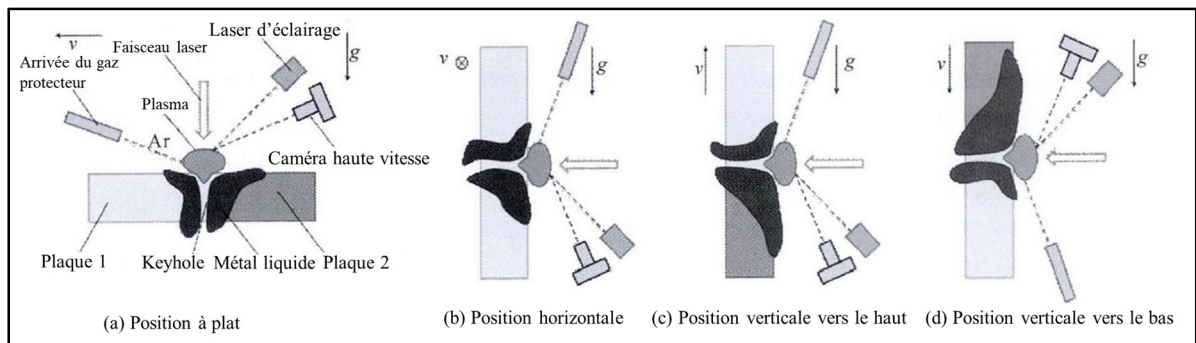 v
Arrivée du gaz
protecteur
Faisceau laser
Plasma
Laser d'éclairage
g
Ar
Caméra haute vitesse
Plaque 1
Keyhole
Métal liquide
Plaque 2
(a) Position à plat
v
g
(b) Position horizontale
v
g
(c) Position verticale vers le haut
v
g
(d) Position verticale vers le bas